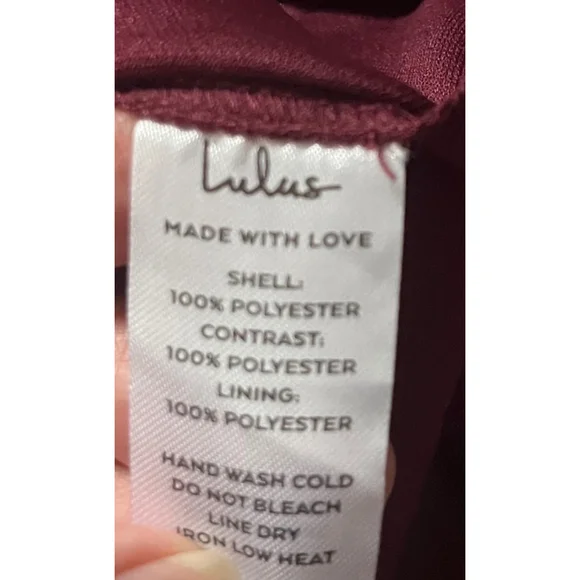 Lulus
MADE WITH LOVE
SHELL:
100% POLYESTER
CONTRAST:
100% POLYESTER
LINING:
100% POLYESTER
HAND WASH COLD
DO NOT BLEACH
LINE DRY
IRON LOW HEAT